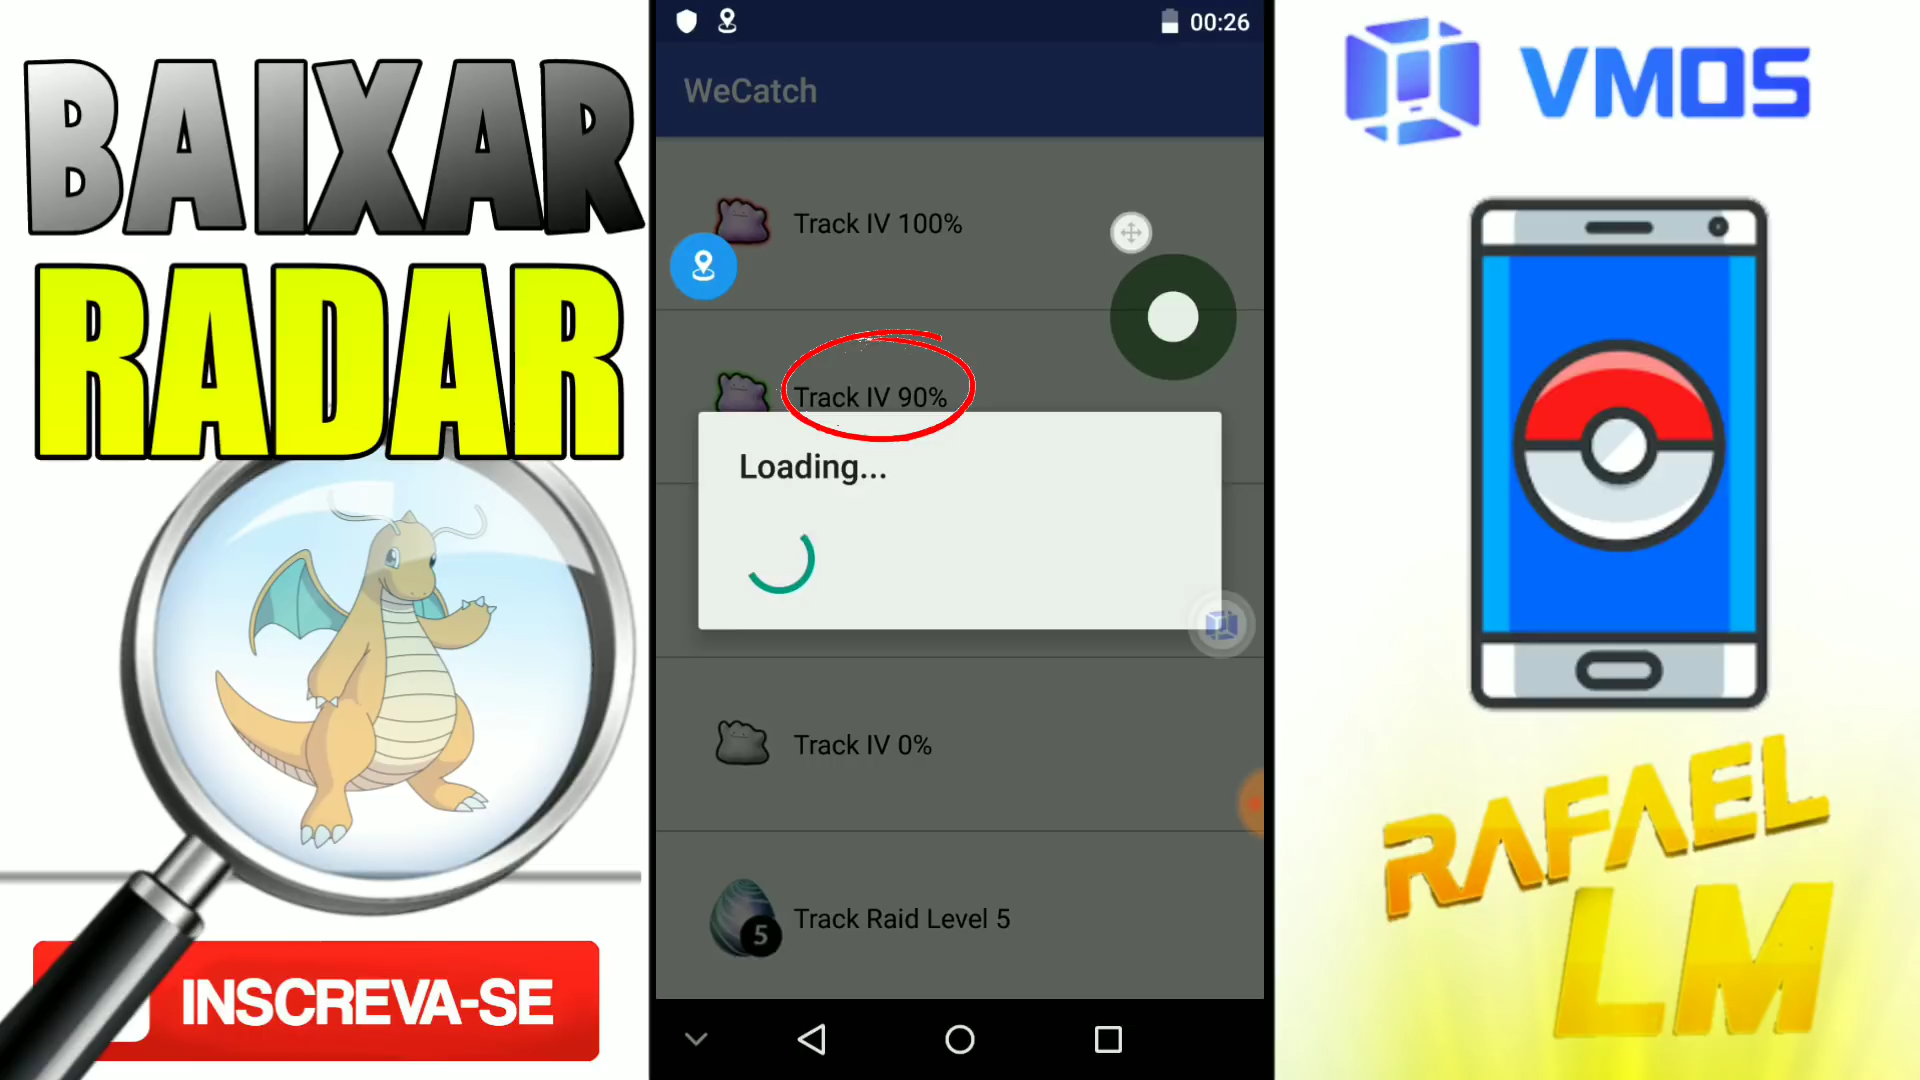 BAIXAR
RADAR
INSCREVA-SE
00:26
WeCatch
Track IV 100%
Track IV 90%
Loading...
Track IV 0%
5
Track Raid Level 5
VMOS
RAFAEL
LM